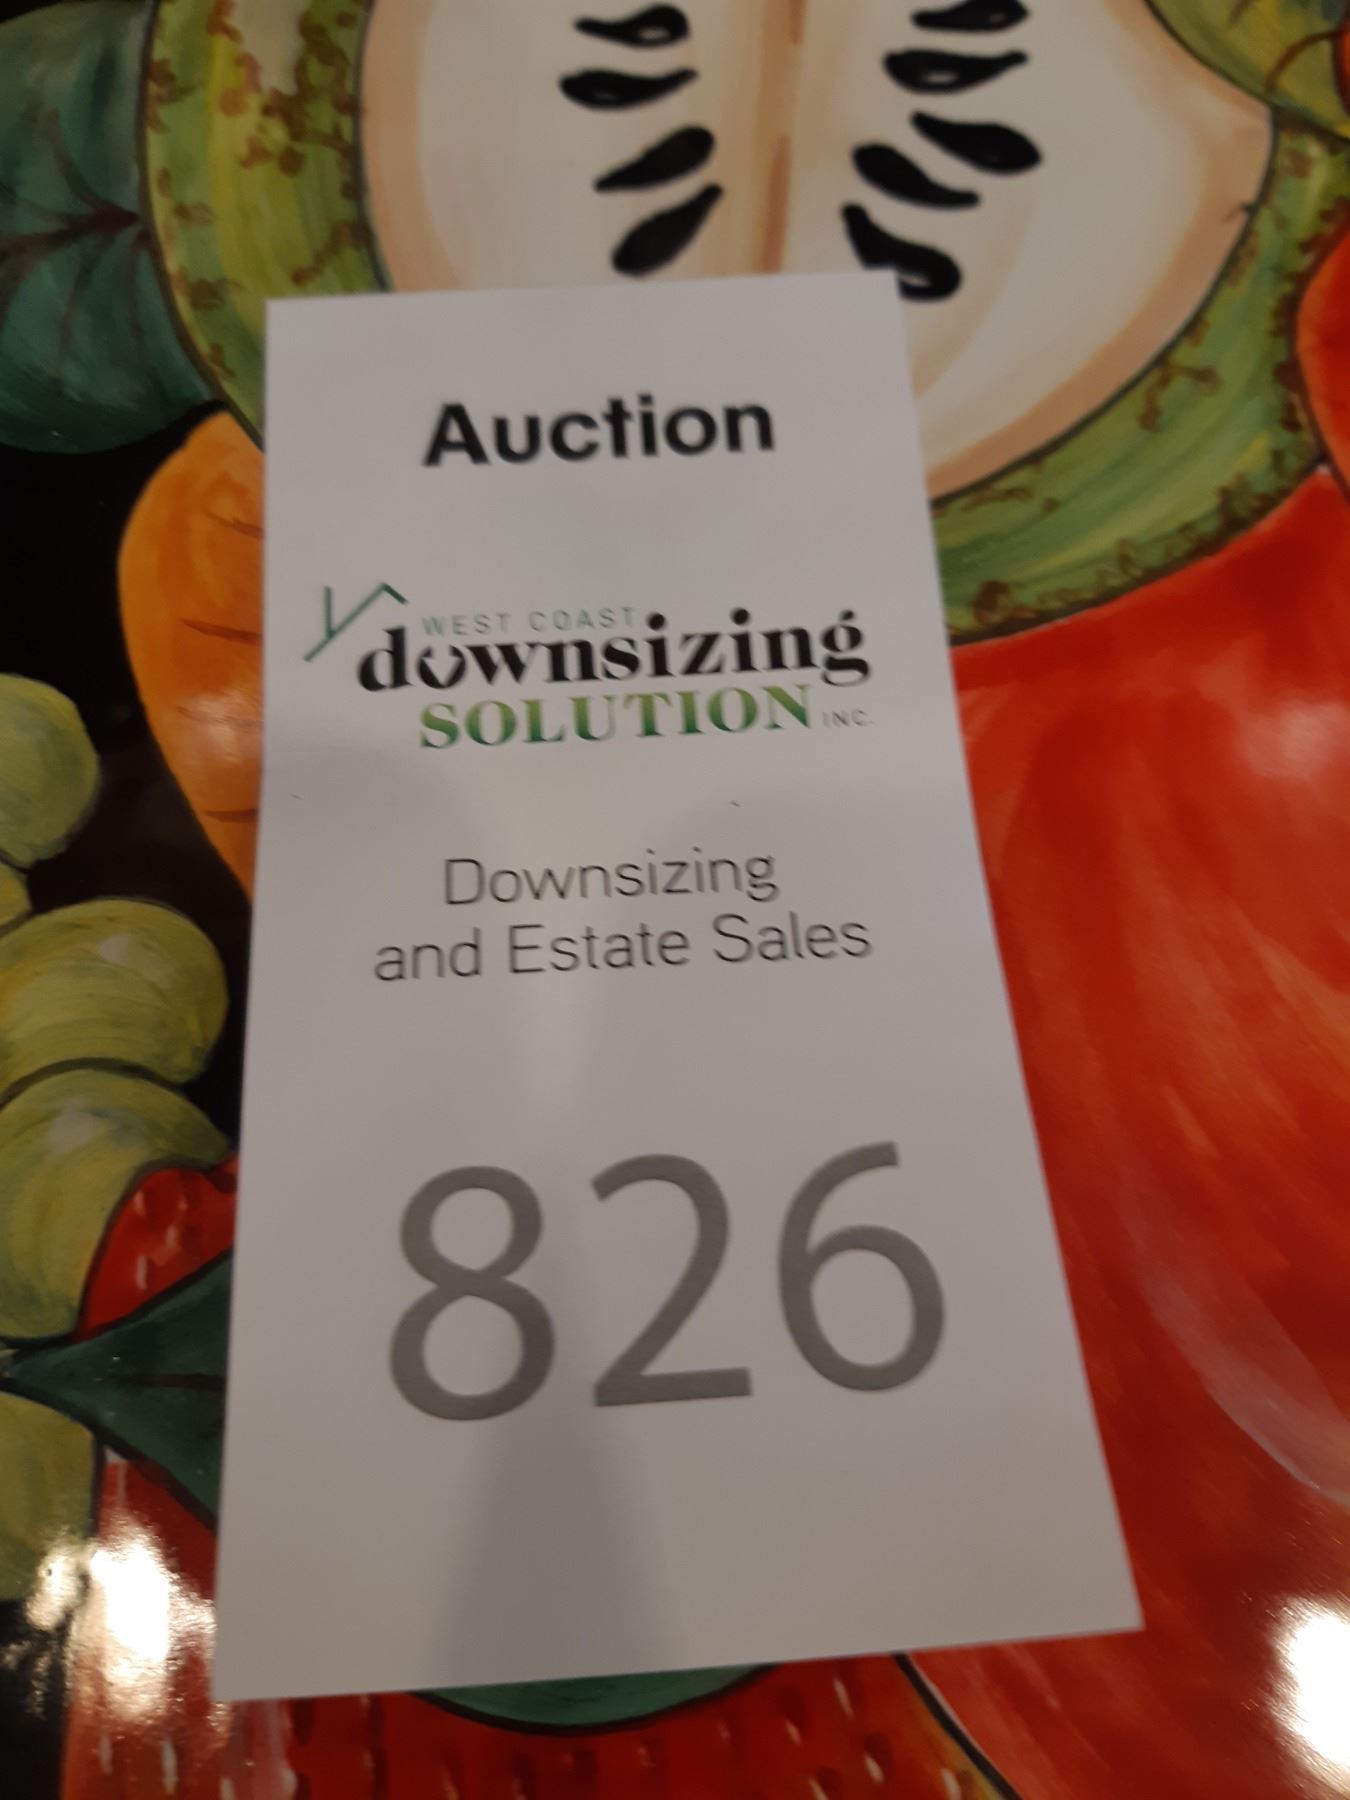 Auction
WEST COAST
downsizing
SOLUTION INC.
Downsizing
and Estate Sales
826